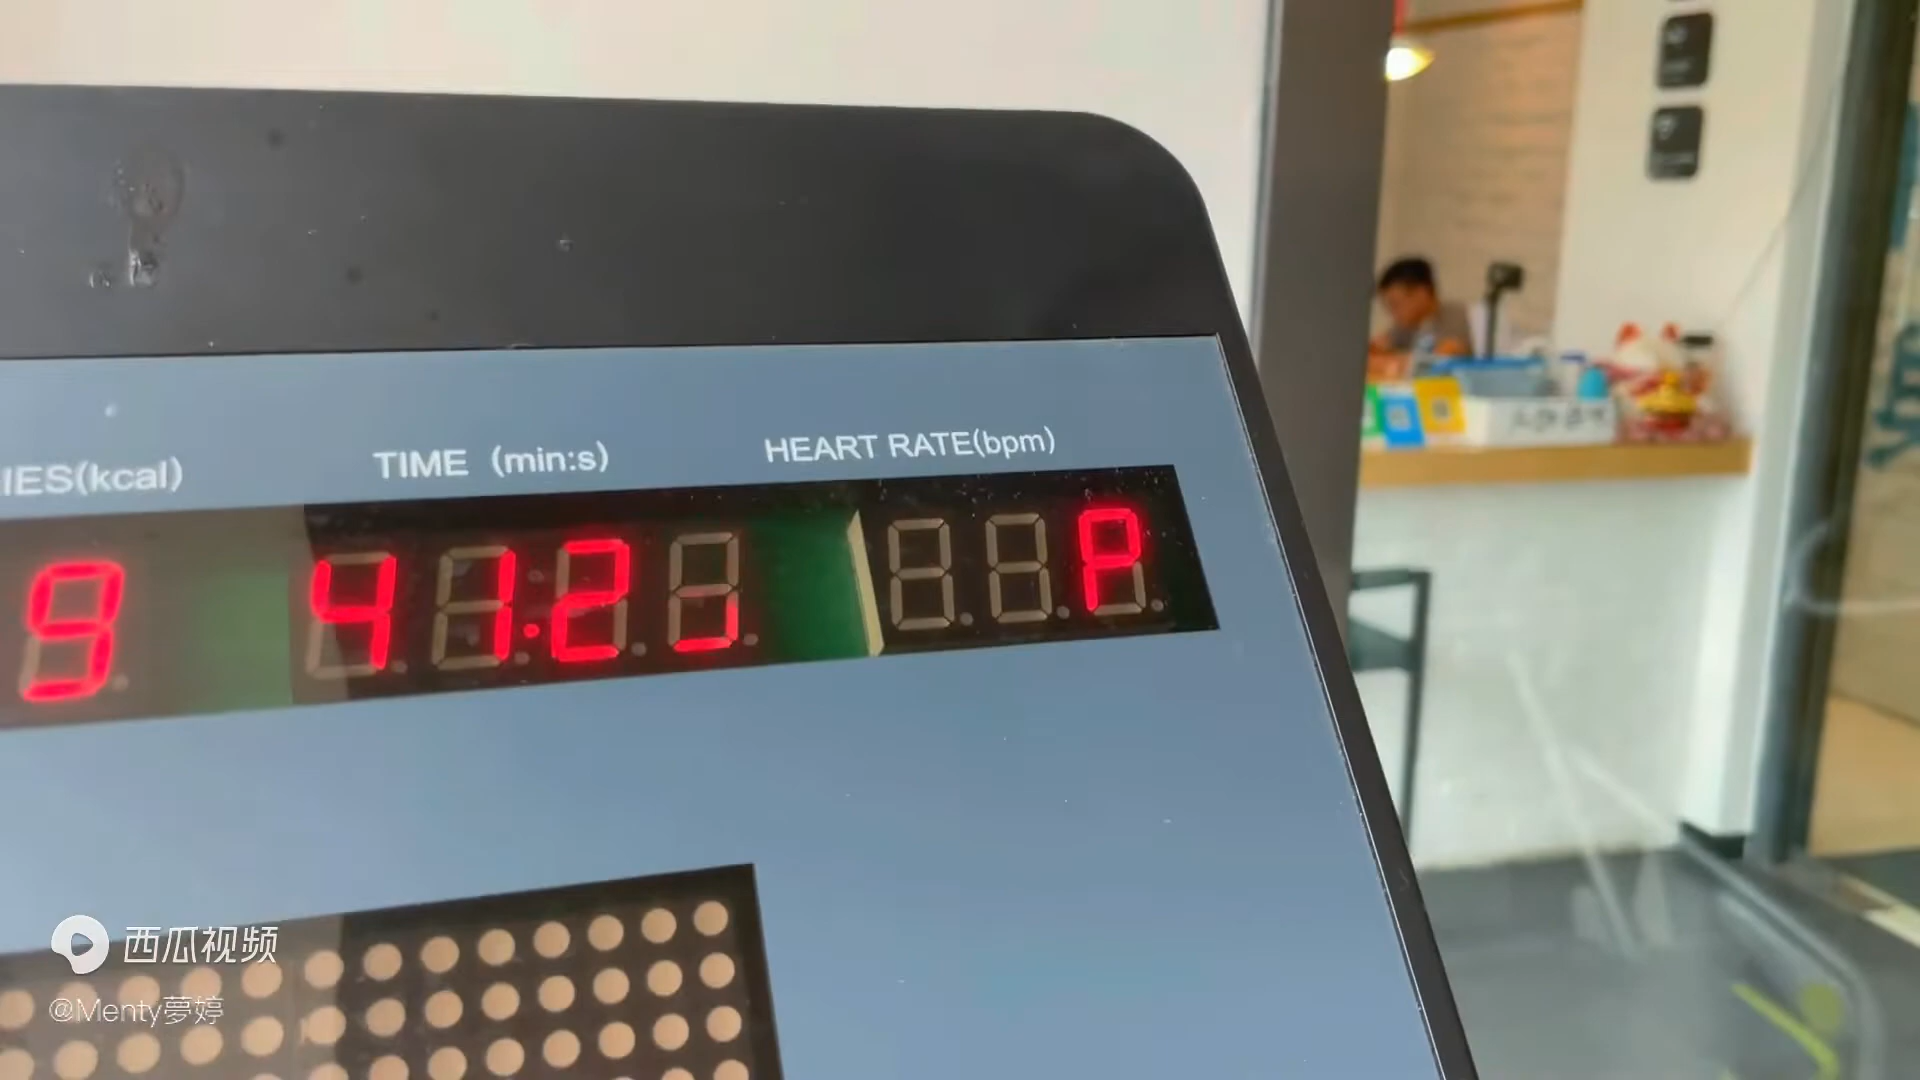 IES(kcal)
TIME (min:s)
HEART RATE(bpm)
9
41:2
P
西瓜视频
@Menty夢婷